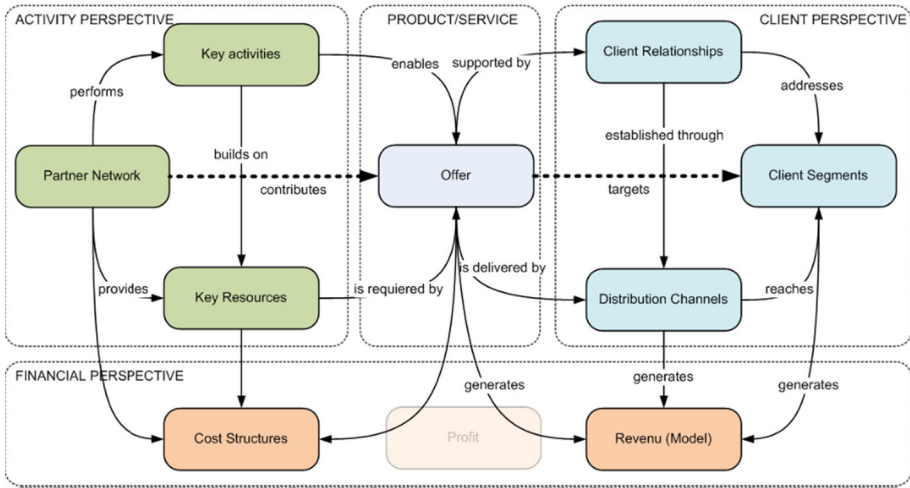 ACTIVITY PERSPECTIVE
PRODUCT/SERVICE
CLIENT PERSPECTIVE
Key activities
Client Relationships
enables
supported by
performs
addresses
established through
builds on
Partner Network
Offer
Client Segments
contributes
targets
is delivered by
provides
is requiered by
reaches
Key Resources
Distribution Channels
FINANCIAL PERSPECTIVE
generates
generates
generates
Cost Structures
Profit
Revenu (Model)